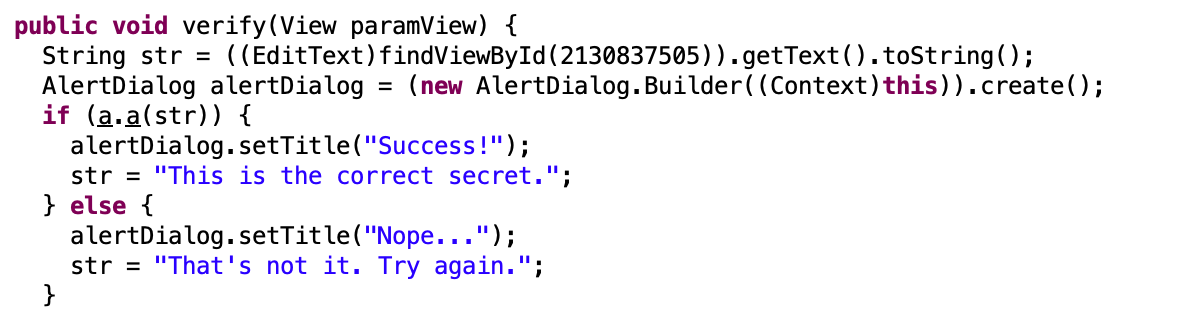 public void verify(View paramView) {
  String str = ((EditText)findViewById(2130837505)).getText().toString();
  AlertDialog alertDialog = (new AlertDialog.Builder((Context)this)).create();
  if (a.a(str)) {
    alertDialog.setTitle("Success!");
    str = "This is the correct secret.";
  } else {
    alertDialog.setTitle("Nope...");
    str = "That's not it. Try again.";
  }